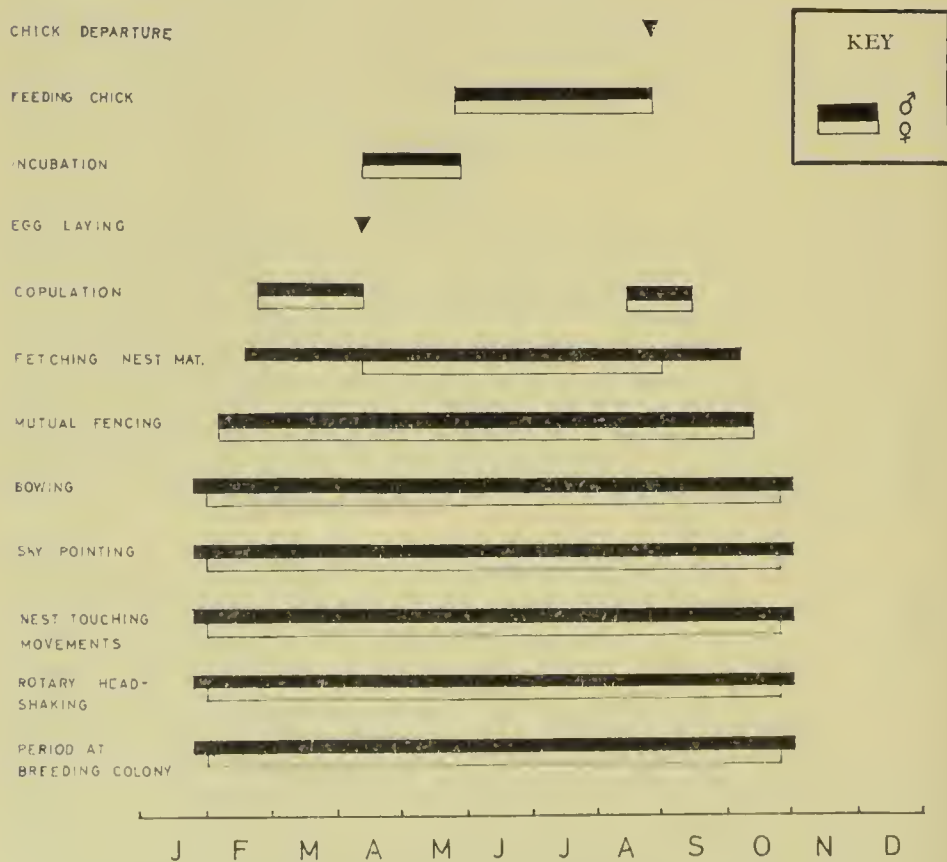 CHICK DEPARTURE
KEY
♂
♀
FEEDING CHICK
INCUBATION
EGG LAYING
COPULATION
FETCHING NEST MAT.
MUTUAL FENCING
BOWING
SKY POINTING
NEST TOUCHING
MOVEMENTS
ROTARY HEAD-
SHAKING
PERIOD AT
BREEDING COLONY
J F M A M J J A S O N D